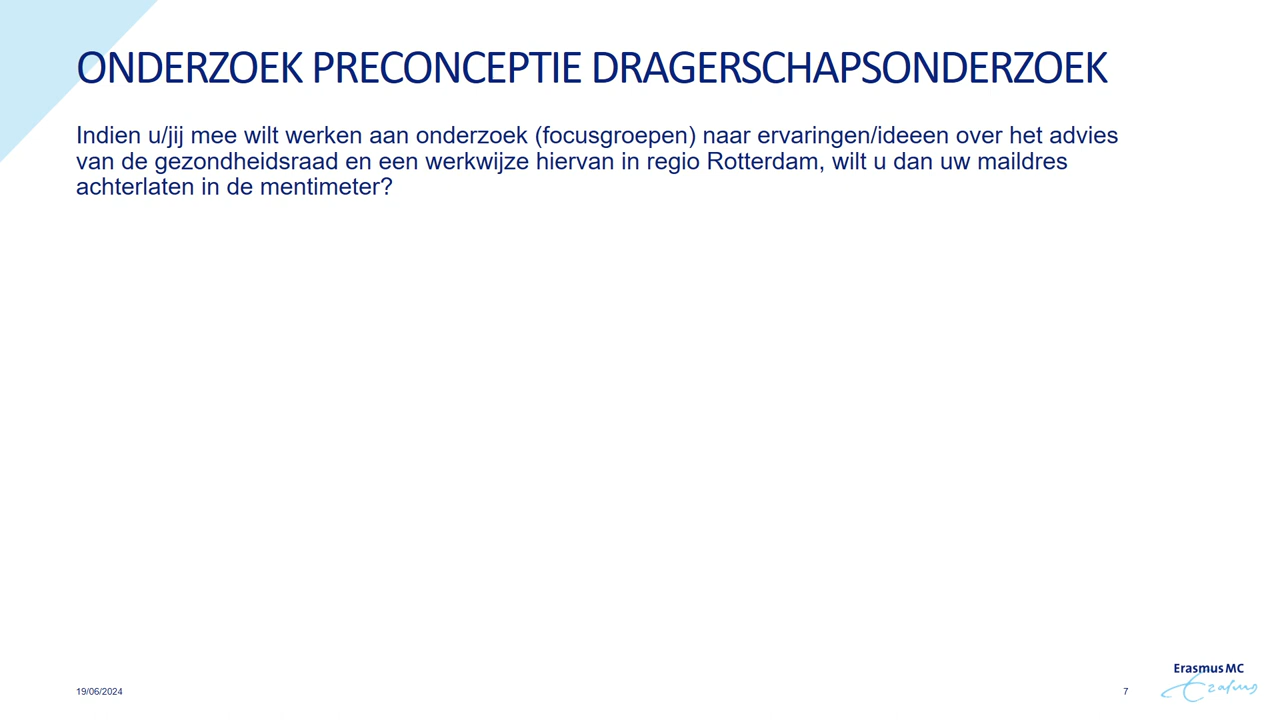 ONDERZOEK PRECONCEPTIE DRAGERSCHAPSONDERZOEK
Indien u/jij mee wilt werken aan onderzoek (focusgroepen) naar ervaringen/ideeen over het advies
van de gezondheidsraad en een werkwijze hiervan in regio Rotterdam, wilt u dan uw maildres
achterlaten in de mentimeter?
19/06/2024
7
Erasmus MC
Erasmus